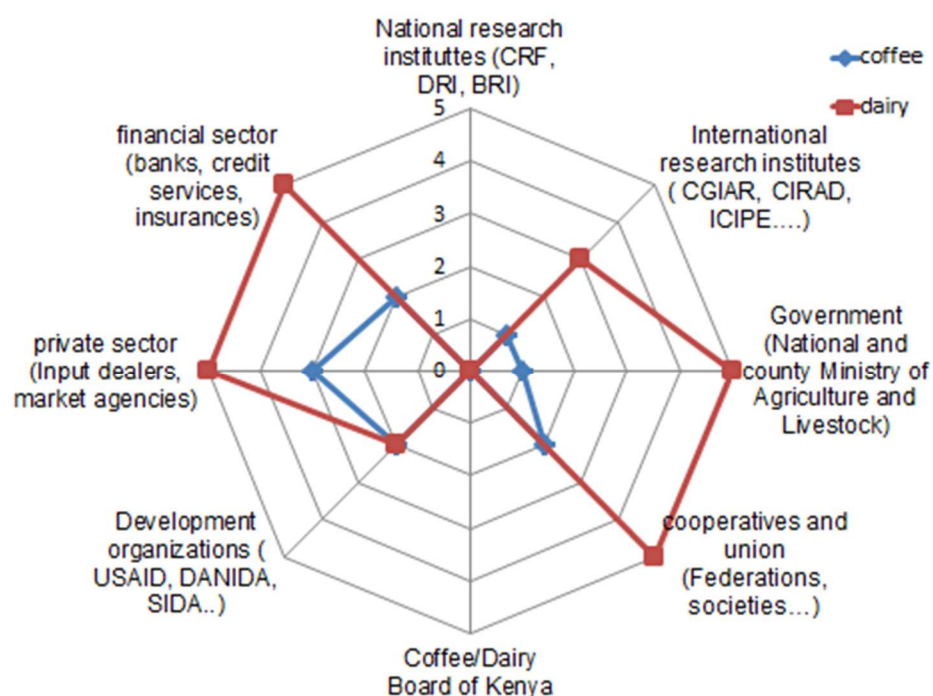 National research
instituttes (CRF,
DRI, BRI)
coffee
dairy
5
4
3
2
1
0
International
research institutes
( CGIAR, CIRAD,
ICIPE....)
Government
(National and
county Ministry of
Agriculture and
Livestock)
cooperatives and
union
(Federations,
societies...)
Coffee/Dairy
Board of Kenya
Development
organizations (
USAID, DANIDA,
SIDA..)
private sector
(Input dealers,
market agencies)
financial sector
(banks, credit
services,
insurances)